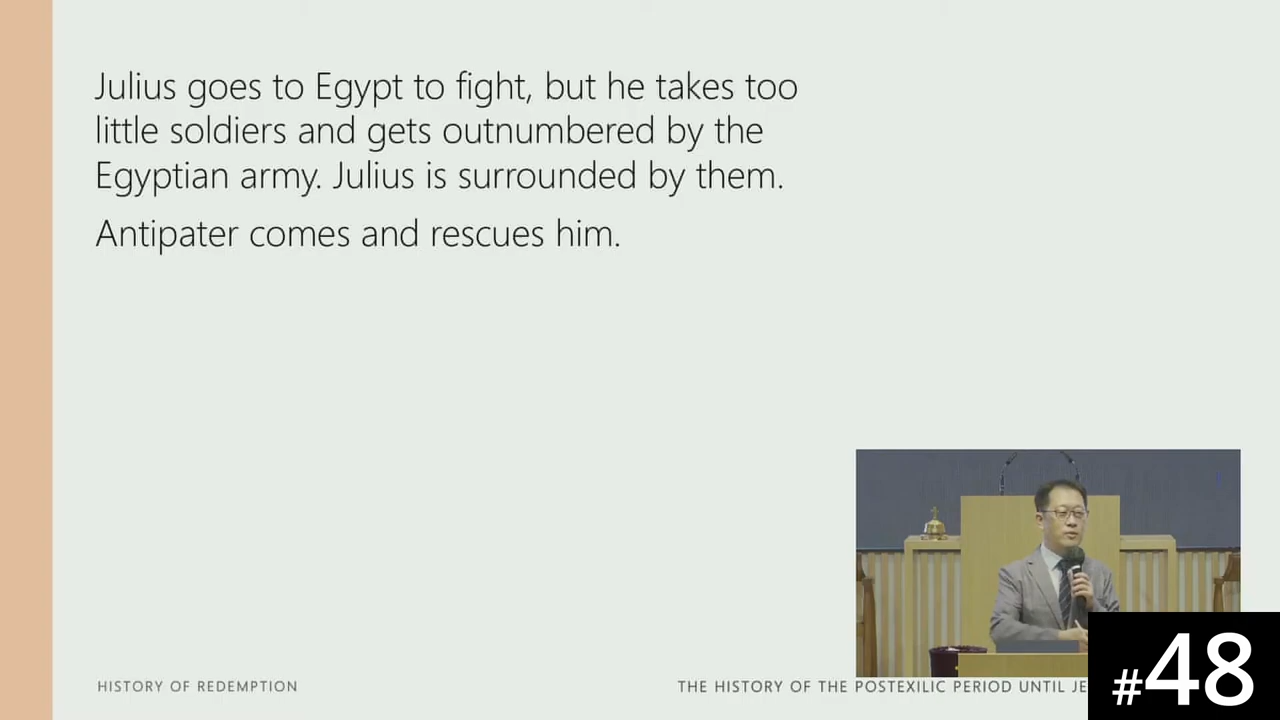 Julius goes to Egypt to fight, but he takes too
little soldiers and gets outnumbered by the
Egyptian army. Julius is surrounded by them.
Antipater comes and rescues him.
HISTORY OF REDEMPTION
THE HISTORY OF THE POSTEXILIC PERIOD UNTIL
#48